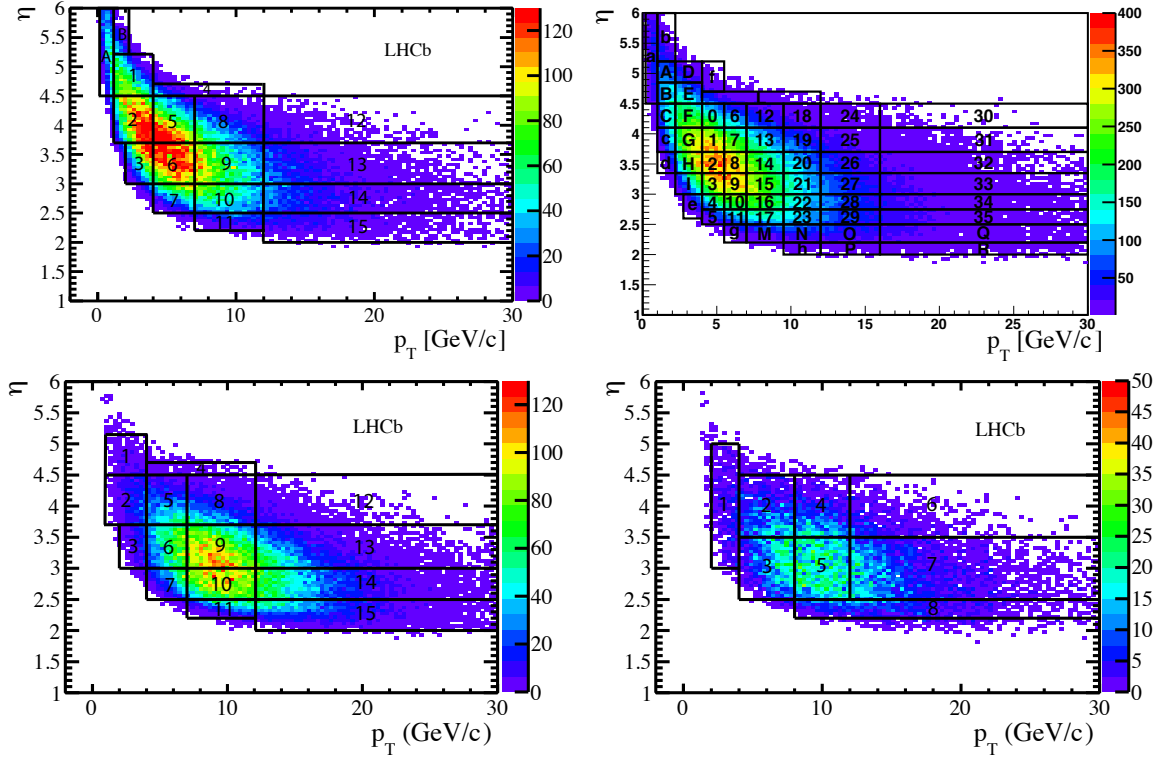 η
6
5.5
5
4.5
4
3.5
3
2.5
2
1.5
1
LHCb
A B
1
4
2 5 8 12
3 6 9 13
7 10 14
11 15
0 10 20 30
p_T [GeV/c]
120
100
80
60
40
20
0
η
6
5.5
5
4.5
4
3.5
3
2.5
2
1.5
1
a b
A D f
B E
C F 0 6 12 18 24 30
c G 1 7 13 19 25 31
d H 2 8 14 20 26 32
I 3 9 15 21 27 33
e 4 10 16 22 28 34
5 11 17 23 29 35
g M N O Q
h P R
0 5 10 15 20 25 30
p_T [GeV/c]
400
350
300
250
200
150
100
50
η
6
5.5
5
4.5
4
3.5
3
2.5
2
1.5
1
LHCb
1 4
2 5 8 12
3 6 9 13
7 10 14
11 15
0 10 20 30
p_T (GeV/c)
120
100
80
60
40
20
0
η
6
5.5
5
4.5
4
3.5
3
2.5
2
1.5
1
LHCb
1 2 4 6
3 5 7
8
0 10 20 30
p_T (GeV/c)
50
45
40
35
30
25
20
15
10
5
0